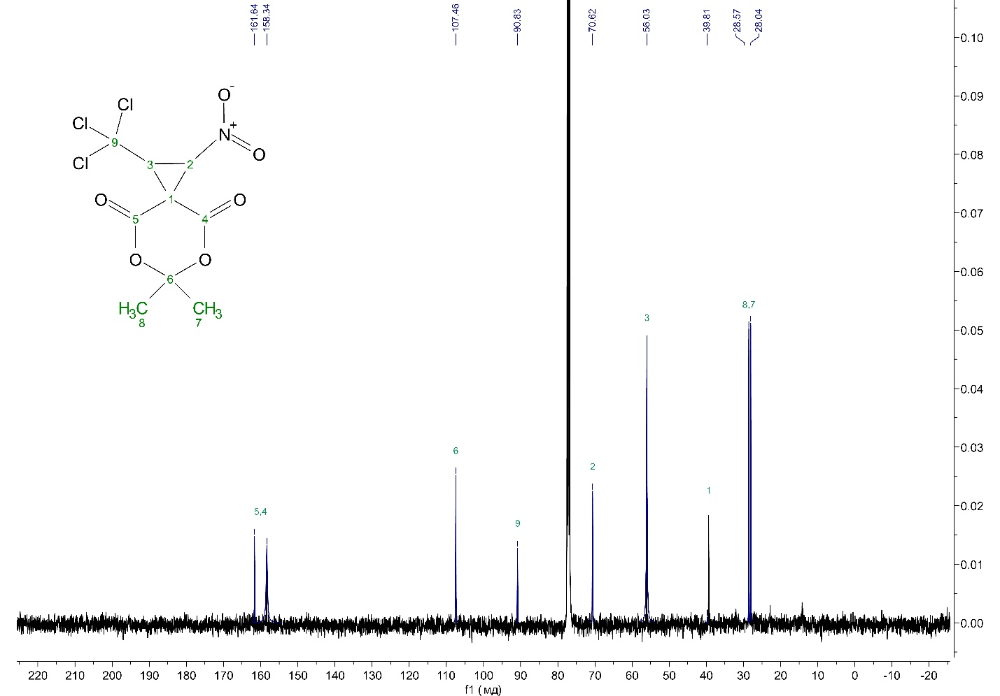 161.64
158.34
107.46
90.83
70.62
56.03
39.81
28.57
28.04
0.10
0.09
0.08
0.07
0.06
0.05
0.04
0.03
0.02
0.01
0.00
O-
Cl
Cl
9
N+
O
Cl
3
2
O
1
O
5
4
O
O
6
H3C
CH3
8
7
8,7
3
6
2
1
5,4
9
220 210 200 190 180 170 160 150 140 130 120 110 100 90 80 70 60 50 40 30 20 10 0 -10 -20
f1 (мд)